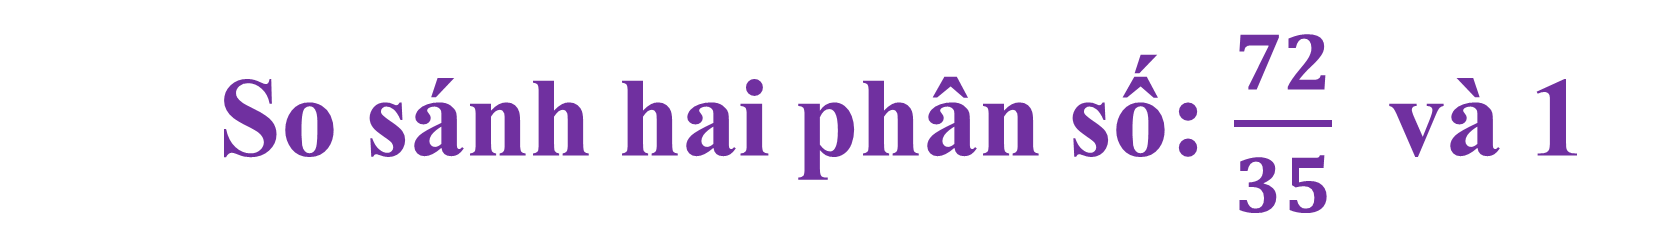 So sánh hai phân số: 72/35 và 1